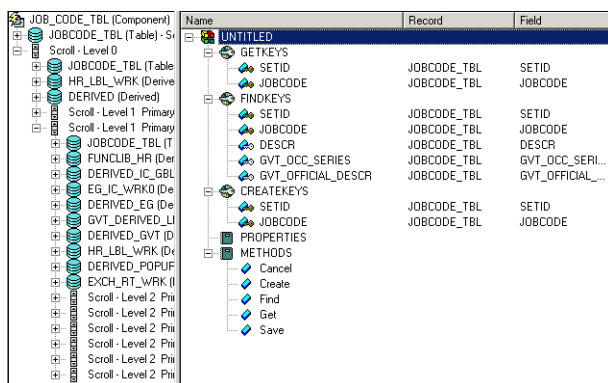 JOB_CODE_TBL (Component)
JOBCODE_TBL (Table) - S
Scroll - Level 0
JOBCODE_TBL (Table
HR_LBL_WRK (Derive
DERIVED (Derived)
Scroll - Level 1 Primary
Scroll - Level 1 Primary
JOBCODE_TBL (T
FUNCLIB_HR (Der
DERIVED_IC_GBL
EG_IC_WRK0 (De
DERIVED_EG (De
GVT_DERIVED_LI
DERIVED_GVT (D
HR_LBL_WRK (De
DERIVED_POPUP
EXCH_RT_WRK (I
Scroll - Level 2 Pri
Scroll - Level 2 Pri
Scroll - Level 2 Pri
Scroll - Level 2 Pri
Scroll - Level 2 Pri
Scroll - Level 2 Pri
Name Record Field
UNTITLED
GETKEYS
SETID JOBCODE_TBL SETID
JOBCODE JOBCODE_TBL JOBCODE
FINDKEYS
SETID JOBCODE_TBL SETID
JOBCODE JOBCODE_TBL JOBCODE
DESCR JOBCODE_TBL DESCR
GVT_OCC_SERIES JOBCODE_TBL GVT_OCC_SERI...
GVT_OFFICIAL_DESCR JOBCODE_TBL GVT_OFFICIAL_...
CREATEKEYS
SETID JOBCODE_TBL SETID
JOBCODE JOBCODE_TBL JOBCODE
PROPERTIES
METHODS
Cancel
Create
Find
Get
Save